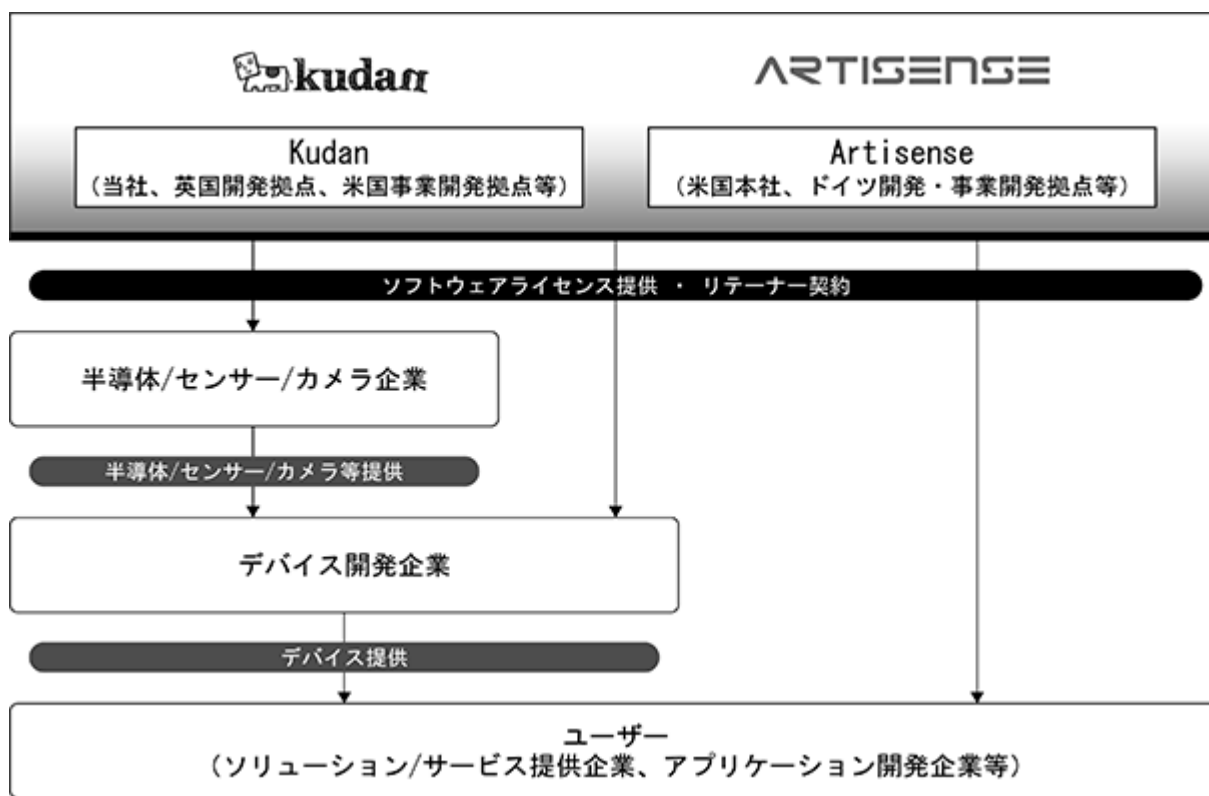 kudan
ARTISENSE
Kudan
(当社、英国開発拠点、米国事業開発拠点等)
Artisense
(米国本社、ドイツ開発・事業開発拠点等)
ソフトウェアライセンス提供 ・ リテーナー契約
半導体/センサー/カメラ企業
半導体/センサー/カメラ等提供
デバイス開発企業
デバイス提供
ユーザー
(ソリューション/サービス提供企業、アプリケーション開発企業等)